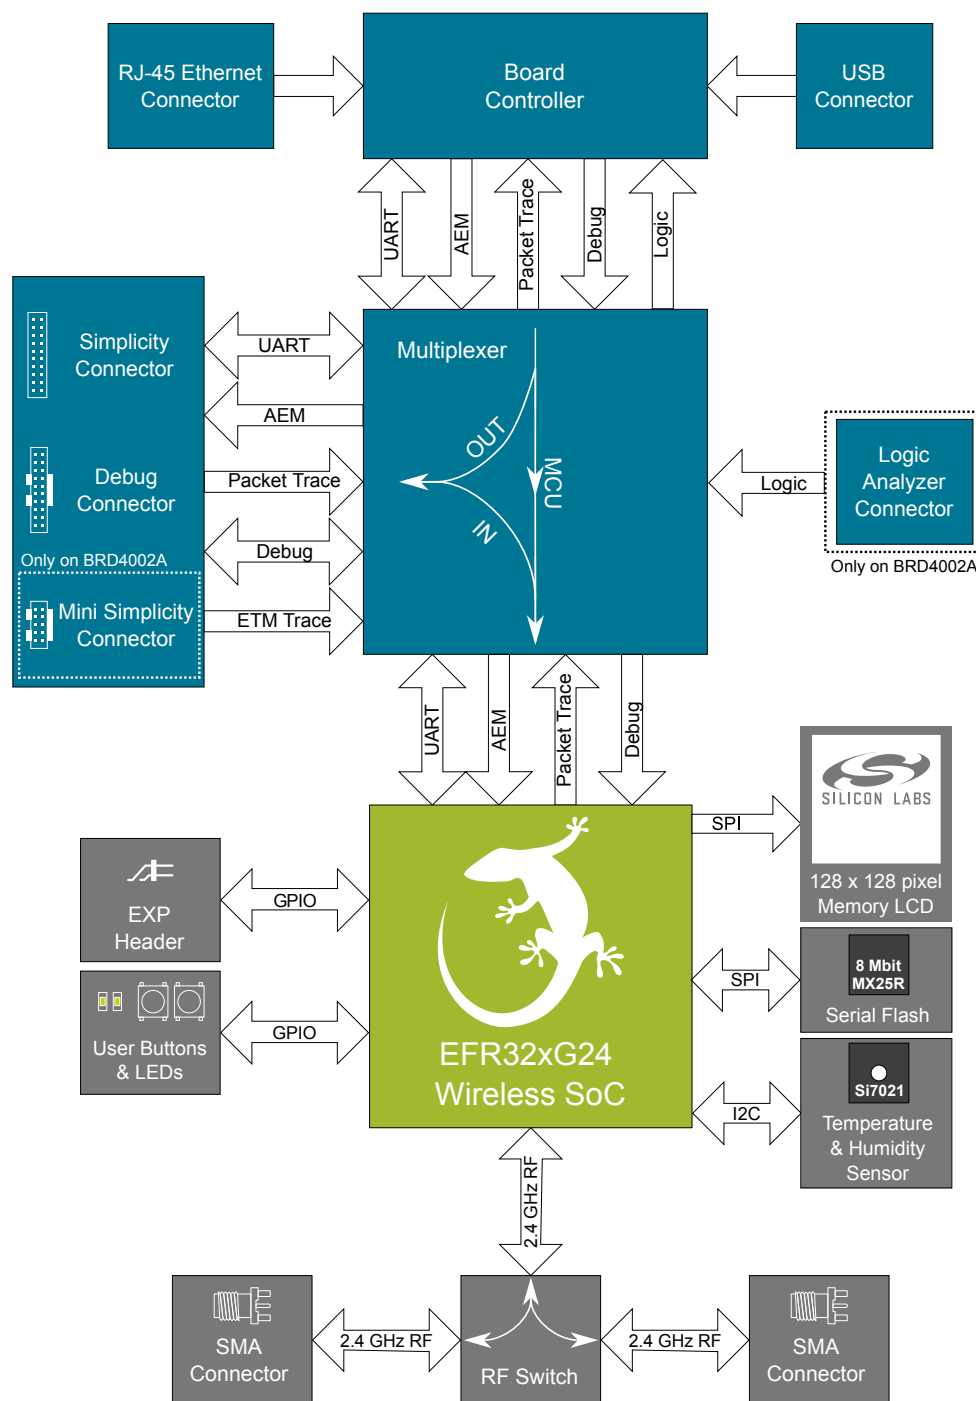 RJ-45 Ethernet
Connector
Board
Controller
USB
Connector
UART
AEM
Packet Trace
Debug
Logic
Simplicity
Connector
UART
Multiplexer
AEM
OUT
Debug
Connector
Packet Trace
MCU
Logic
Logic
Analyzer
Connector
IN
Only on BRD4002A
Debug
Only on BRD4002A
Mini Simplicity
Connector
ETM Trace
UART
AEM
Packet Trace
Debug
SPI
SILICON LABS
128 x 128 pixel
Memory LCD
EXP
Header
GPIO
8 Mbit
MX25R
SPI
Serial Flash
User Buttons
& LEDs
GPIO
EFR32xG24
Wireless SoC
Si7021
I2C
Temperature
& Humidity
Sensor
2.4 GHz RF
SMA
Connector
2.4 GHz RF
RF Switch
2.4 GHz RF
SMA
Connector